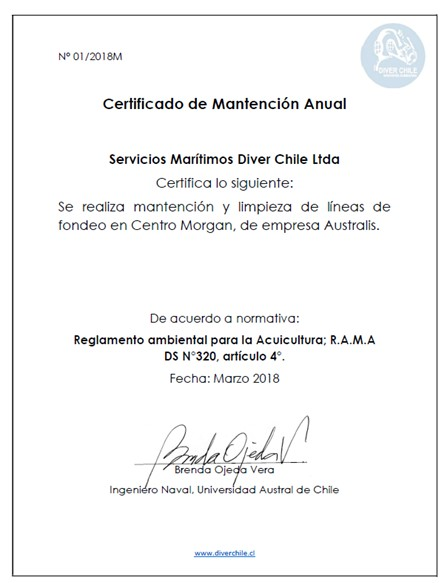 Nº 01/2018M
DIVER CHILE
Certificado de Mantención Anual
Servicios Marítimos Diver Chile Ltda
Certifica lo siguiente:
Se realiza mantención y limpieza de líneas de
fondeo en Centro Morgan, de empresa Australis.
De acuerdo a normativa:
Reglamento ambiental para la Acuicultura; R.A.M.A
DS N°320, artículo 4°.
Fecha: Marzo 2018
Brenda Ojeda V
Brenda Ojeda Vera
Ingeniero Naval, Universidad Austral de Chile
www.diverchile.cl